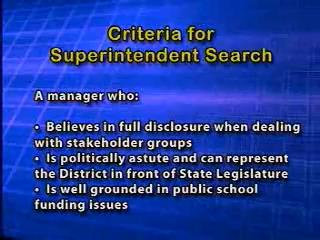 Criteria for
Superintendent Search
A manager who:
• Believes in full disclosure when dealing
with stakeholder groups
• Is politically astute and can represent
the District in front of State Legislature
• Is well grounded in public school
funding issues